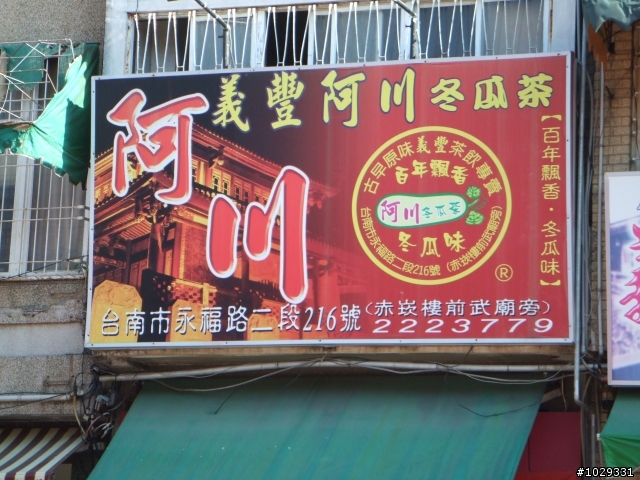 義豐阿川冬瓜茶
阿川
古早原味義豐茶飲專賣
百年飄香
阿川冬瓜茶
冬瓜味
台南市永福路二段216號（赤崁樓前武廟旁）
®
【百年飄香・冬瓜味】
台南市永福路二段216號（赤崁樓前武廟旁）
2223779
#1029331